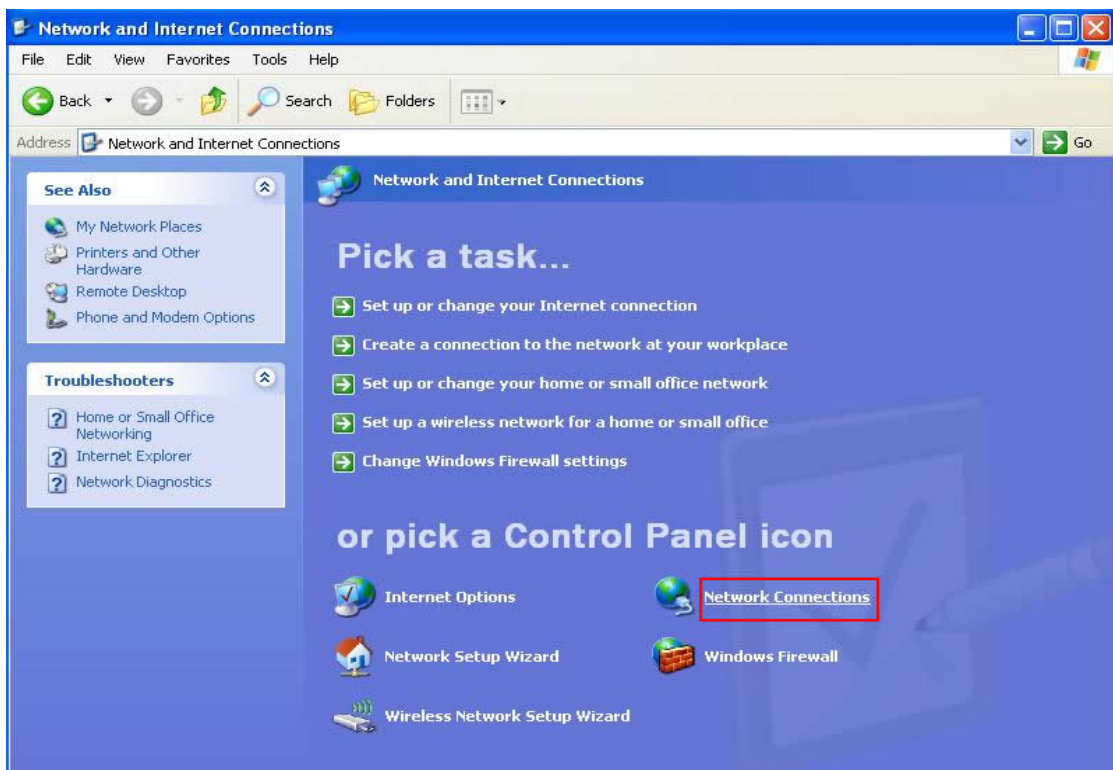 Network and Internet Connections
File Edit View Favorites Tools Help
Back Search Folders
Address Network and Internet Connections Go
See Also
My Network Places
Printers and Other
Hardware
Remote Desktop
Phone and Modem Options
Troubleshooters
Home or Small Office
Networking
Internet Explorer
Network Diagnostics
Network and Internet Connections
Pick a task...
Set up or change your Internet connection
Create a connection to the network at your workplace
Set up or change your home or small office network
Set up a wireless network for a home or small office
Change Windows Firewall settings
or pick a Control Panel icon
Internet Options
Network Connections
Network Setup Wizard
Windows Firewall
Wireless Network Setup Wizard